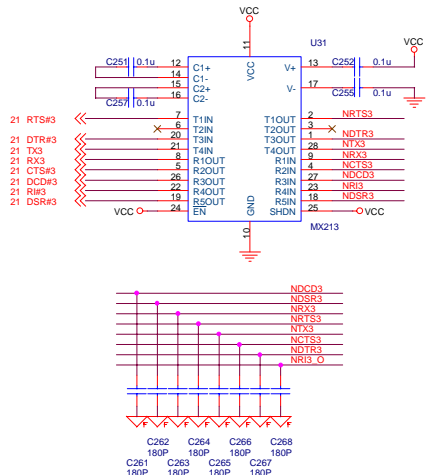 VCC
U31
VCC
C251 0.1u 12 C1+ VCC 11 V+ 13 C252 0.1u
14 C1-
15 C2+ V- 17
C257 0.1u 16 C2- C255 0.1u
21 RTS#3 7 T1IN T1OUT 2 NRTS3
6 T2IN T2OUT 3
21 DTR#3 20 T3IN T3OUT 1 NDTR3
21 TX3 21 T4IN T4OUT 28 NTX3
21 RX3 8 R1OUT R1IN 9 NRX3
21 CTS#3 5 R2OUT R2IN 4 NCTS3
21 DCD#3 26 R3OUT R3IN 27 NDCD3
21 RI#3 22 R4OUT R4IN 23 NRI3
21 DSR#3 19 R5OUT R5IN 18 NDSR3
VCC 24 EN GND SHDN 25 VCC
10
MX213
NDCD3
NDSR3
NRX3
NRTS3
NTX3
NCTS3
NDTR3
NRI3_O
F F F F F F F F
C262 C264 C266 C268
180P 180P 180P 180P
C261 C263 C265 C267
180P 180P 180P 180P